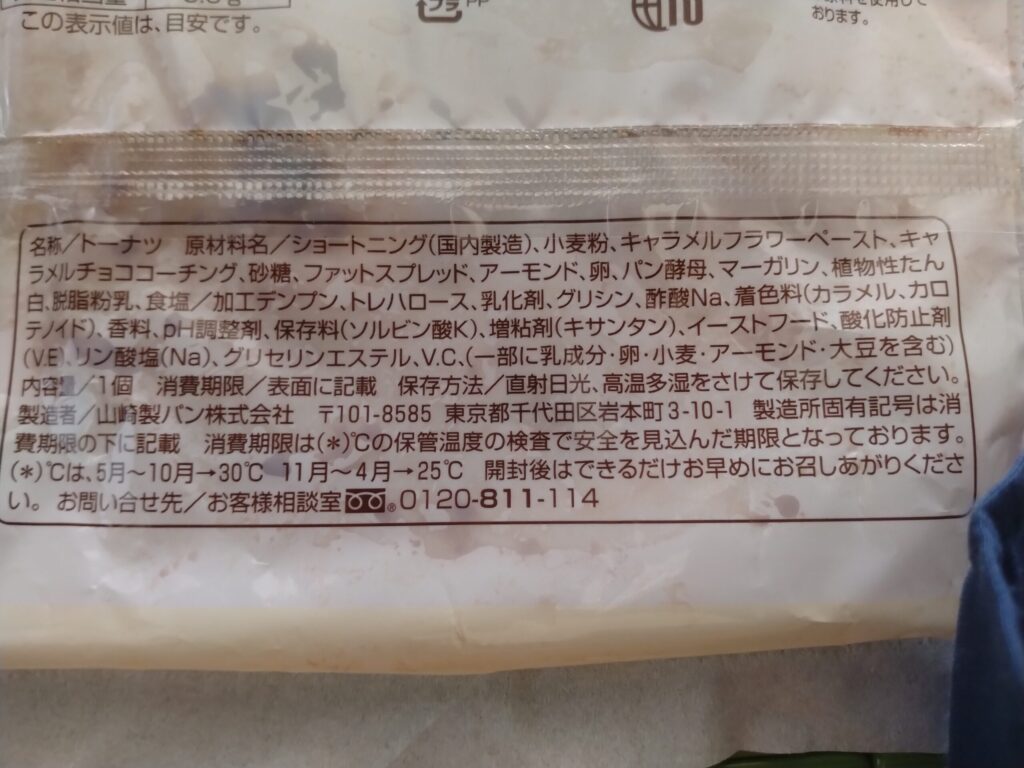 この表示値は、目安です。
プラ PP
おります。
名称／ドーナツ 原材料名／ショートニング(国内製造)、小麦粉、キャラメルフラワーペースト、キャ
ラメルチョココーチング、砂糖、ファットスプレッド、アーモンド、卵、パン酵母、マーガリン、植物性たん
白、脱脂粉乳、食塩／加工デンプン、トレハロース、乳化剤、グリシン、酢酸Na、着色料(カラメル、カロ
テノイド)、香料、pH調整剤、保存料(ソルビン酸K)、増粘剤(キサンタン)、イーストフード、酸化防止剤
(V.E)、リン酸塩(Na)、グリセリンエステル、V.C、(一部に乳成分・卵・小麦・アーモンド・大豆を含む)
内容量／1個 消費期限／表面に記載 保存方法／直射日光、高温多湿をさけて保存してください。
製造者／山崎製パン株式会社 〒101-8585 東京都千代田区岩本町3-10-1 製造所固有記号は消
費期限の下に記載 消費期限は(*)℃の保管温度の検査で安全を見込んだ期限となっております。
(*)℃は、5月～10月→30℃ 11月～4月→25℃ 開封後はできるだけお早めにお召しあがりくださ
い。 お問い合せ先／お客様相談室 0120-811-114